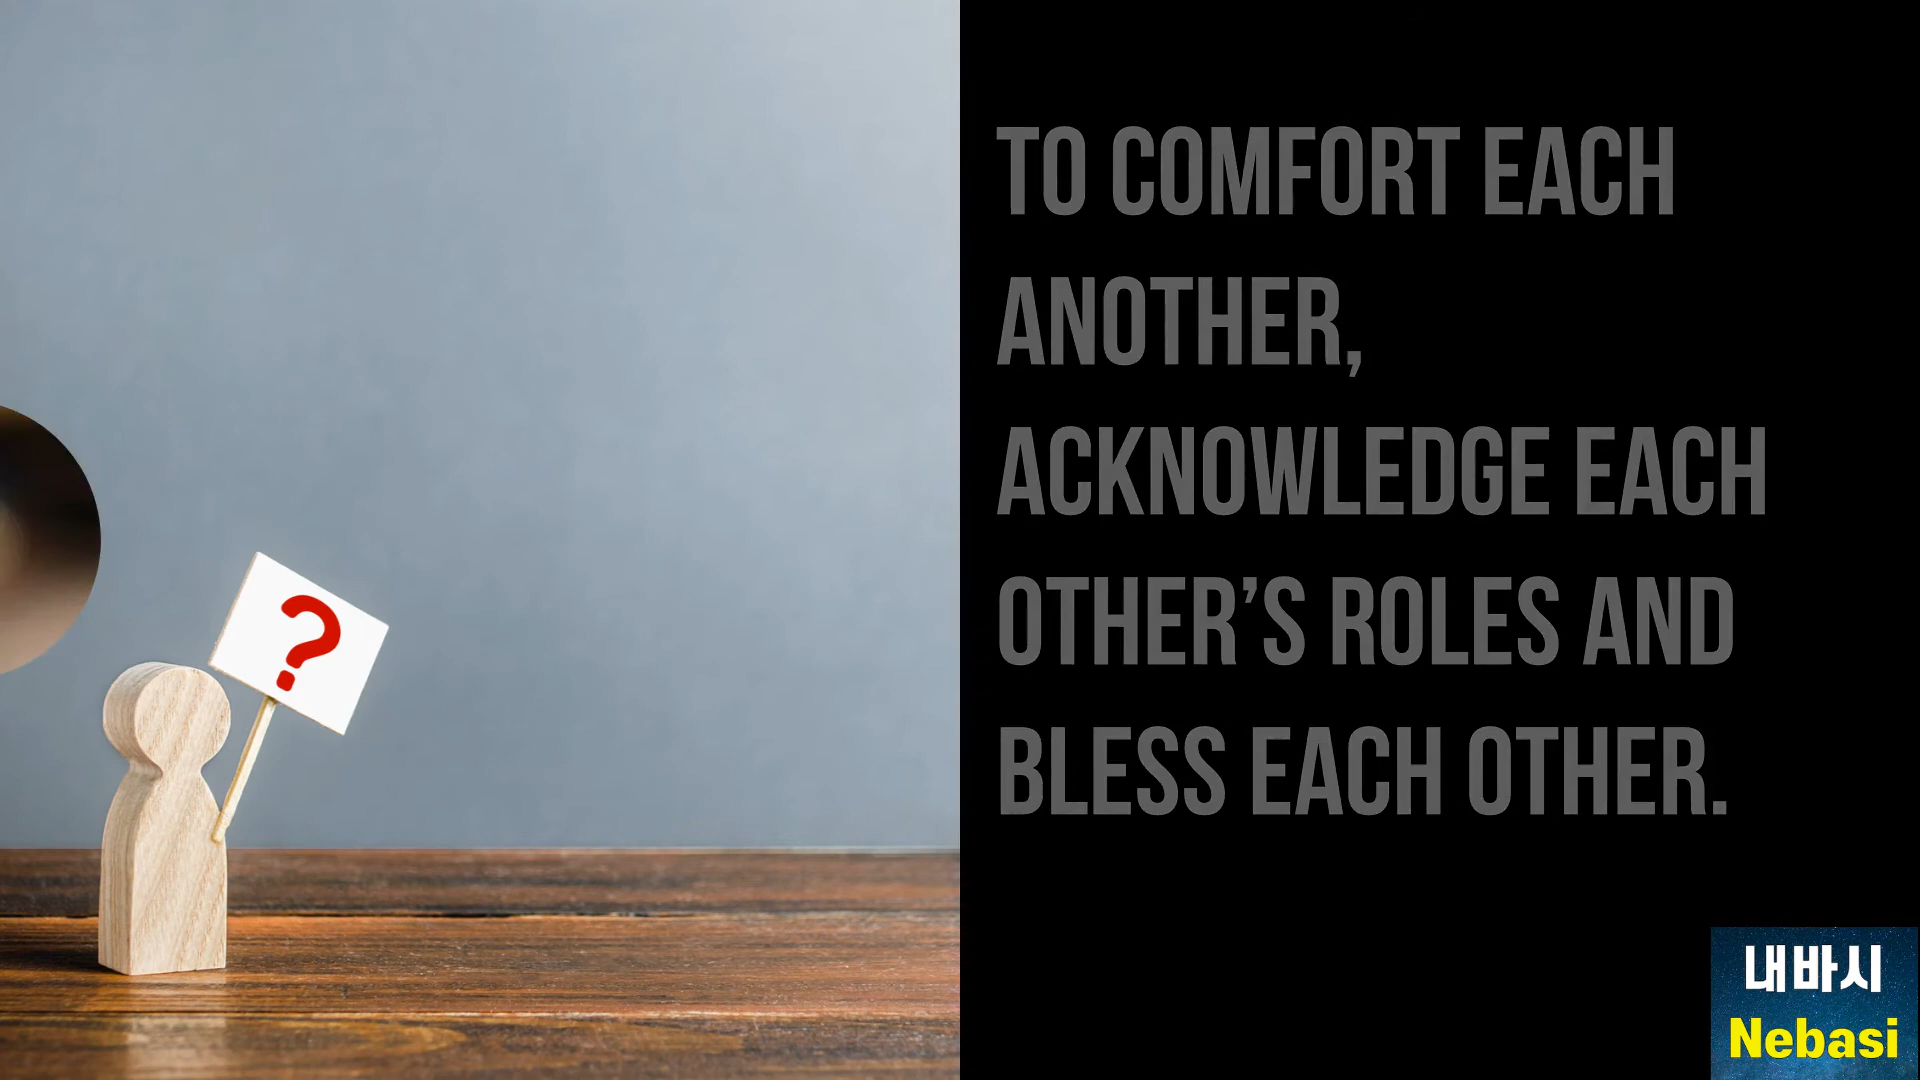 ?
TO COMFORT EACH
ANOTHER,
ACKNOWLEDGE EACH
OTHER’S ROLES AND
BLESS EACH OTHER.
내바시
Nebasi